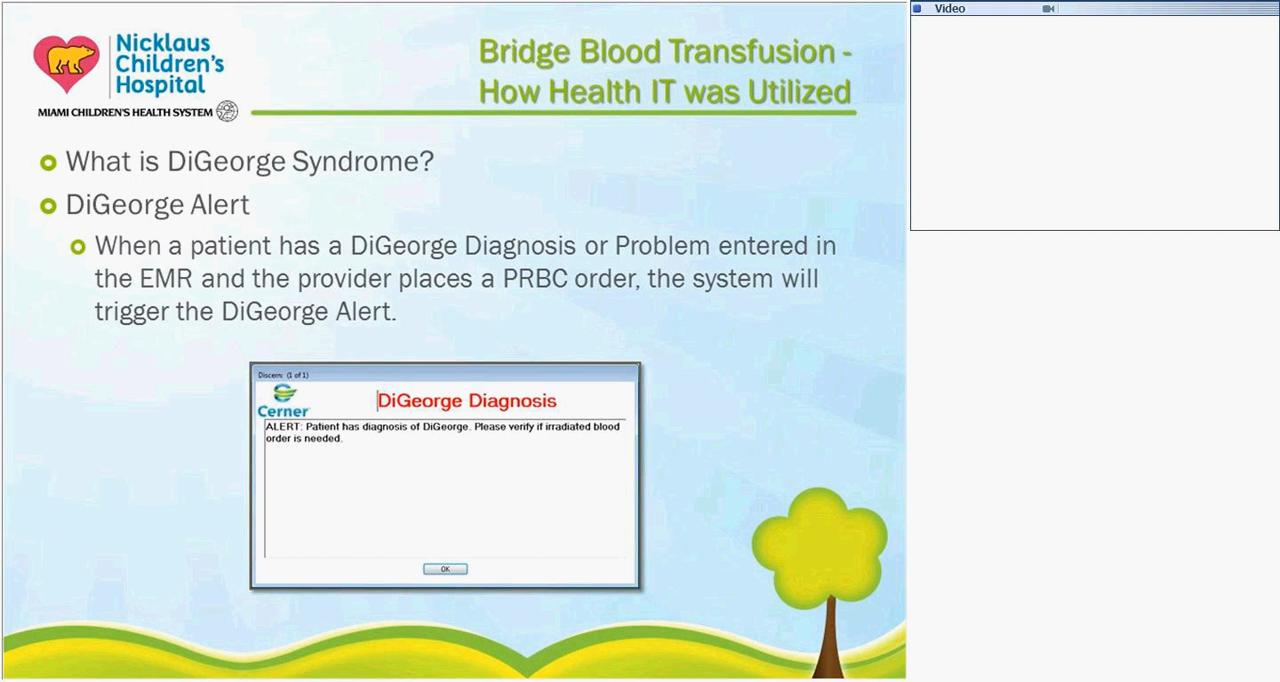 Nicklaus
Children's
Hospital
MIAMI CHILDREN'S HEALTH SYSTEM
Bridge Blood Transfusion -
How Health IT was Utilized
What is DiGeorge Syndrome?
DiGeorge Alert
When a patient has a DiGeorge Diagnosis or Problem entered in
the EMR and the provider places a PRBC order, the system will
trigger the DiGeorge Alert.
Discern: (1 of 1)
Cerner
DiGeorge Diagnosis
ALERT: Patient has diagnosis of DiGeorge. Please verify if irradiated blood
order is needed.
OK
Video